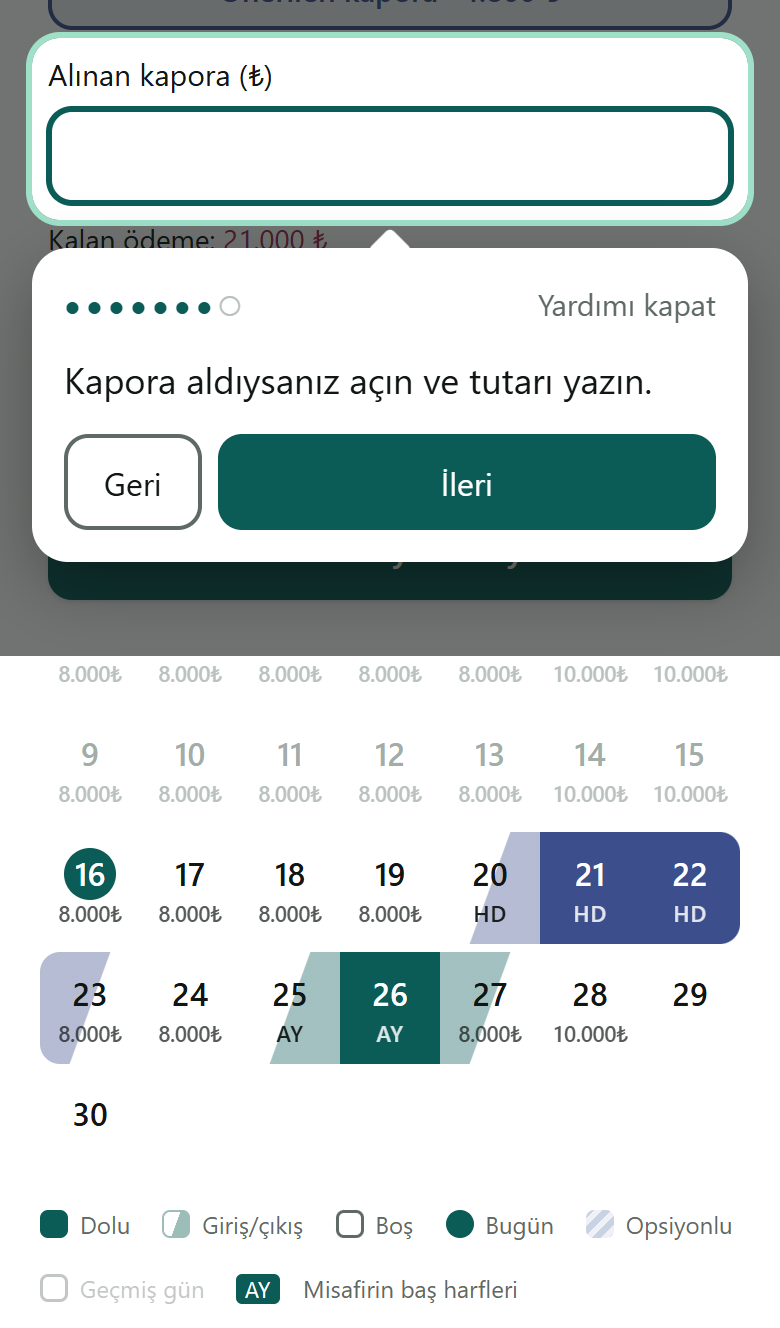 Alınan kapora (₺)
Kalan ödeme: 21.000 ₺
Yardımı kapat
Kapora aldıysanız açın ve tutarı yazın.
Geri İleri
8.000₺ 8.000₺ 8.000₺ 8.000₺ 8.000₺ 10.000₺ 10.000₺
9 10 11 12 13 14 15
8.000₺ 8.000₺ 8.000₺ 8.000₺ 8.000₺ 10.000₺ 10.000₺
16 17 18 19 20 21 22
8.000₺ 8.000₺ 8.000₺ 8.000₺ HD HD HD
23 24 25 26 27 28 29
8.000₺ 8.000₺ AY AY 8.000₺ 10.000₺
30
Dolu Giriş/çıkış Boş Bugün Opsiyonlu
Geçmiş gün AY Misafirin baş harfleri